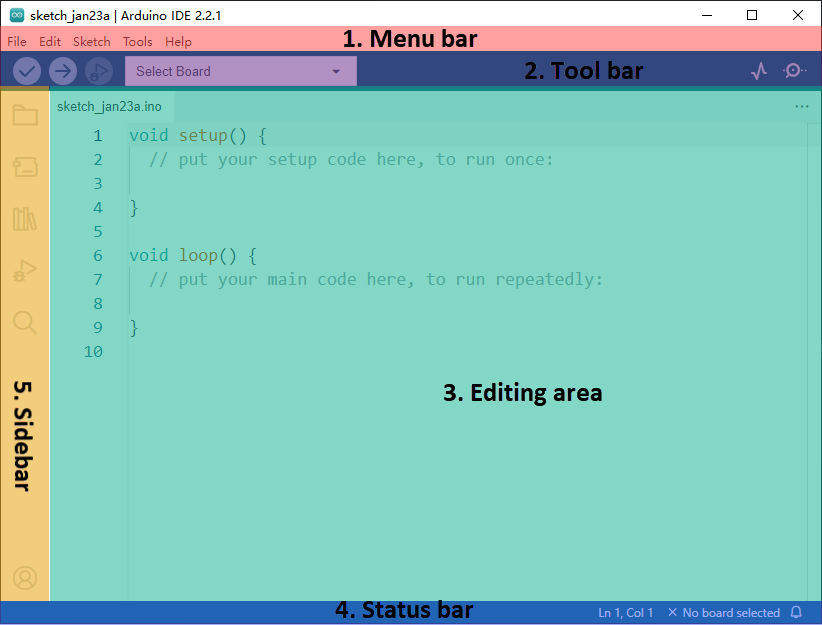 sketch_jan23a | Arduino IDE 2.2.1
File Edit Sketch Tools Help
1. Menu bar
Select Board
2. Tool bar
sketch_jan23a.ino
1 void setup() {
2 // put your setup code here, to run once:
3
4 }
5
6 void loop() {
7 // put your main code here, to run repeatedly:
8
9 }
10
3. Editing area
5. Sidebar
4. Status bar
Ln 1, Col 1 × No board selected